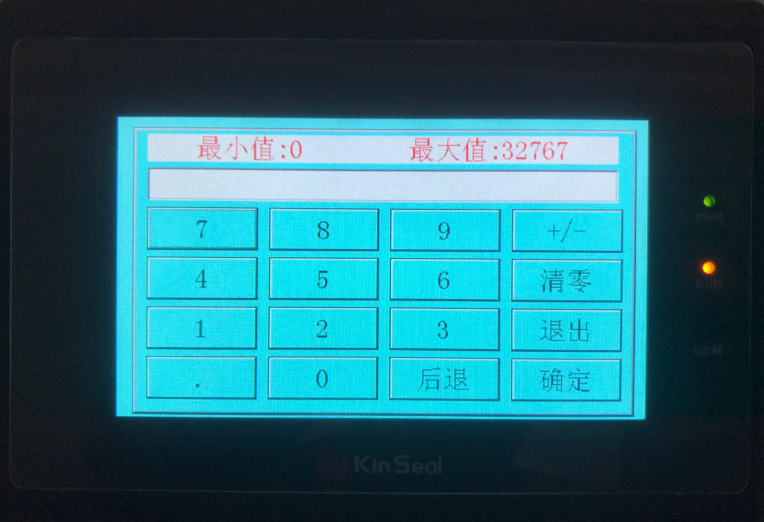 最小值:0 最大值:32767
7 8 9 +/-
PWR
4 5 6 清零
RUN
1 2 3 退出
COM
. 0 后退 确定
KinSeal